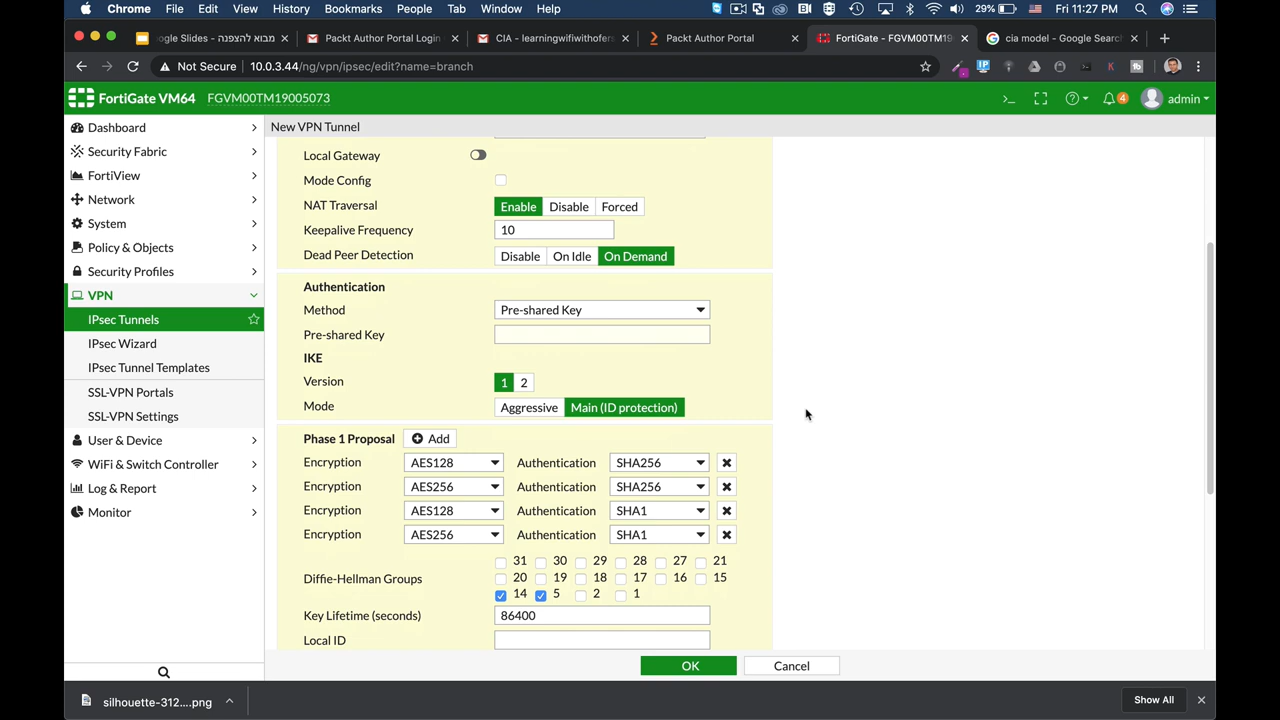 Chrome File Edit View History Bookmarks People Tab Window Help 29% Fri 11:27 PM
ogle Slides - מבוא להצפנה Packt Author Portal Login CIA - learningwifiwithofers Packt Author Portal FortiGate - FGVM00TM19 cia model - Google Search
Not Secure 10.0.3.44/ng/vpn/ipsec/edit?name=branch
FortiGate VM64 FGVM00TM19005073 4 admin
New VPN Tunnel
Dashboard
Security Fabric
FortiView
Network
System
Policy & Objects
Security Profiles
VPN
IPsec Tunnels
IPsec Wizard
IPsec Tunnel Templates
SSL-VPN Portals
SSL-VPN Settings
User & Device
WiFi & Switch Controller
Log & Report
Monitor
Local Gateway
Mode Config
NAT Traversal Enable Disable Forced
Keepalive Frequency 10
Dead Peer Detection Disable On Idle On Demand
Authentication
Method Pre-shared Key
Pre-shared Key
IKE
Version 1 2
Mode Aggressive Main (ID protection)
Phase 1 Proposal Add
Encryption AES128 Authentication SHA256
Encryption AES256 Authentication SHA256
Encryption AES128 Authentication SHA1
Encryption AES256 Authentication SHA1
31 30 29 28 27 21
Diffie-Hellman Groups 20 19 18 17 16 15
14 5 2 1
Key Lifetime (seconds) 86400
Local ID
OK Cancel
silhouette-312....png Show All